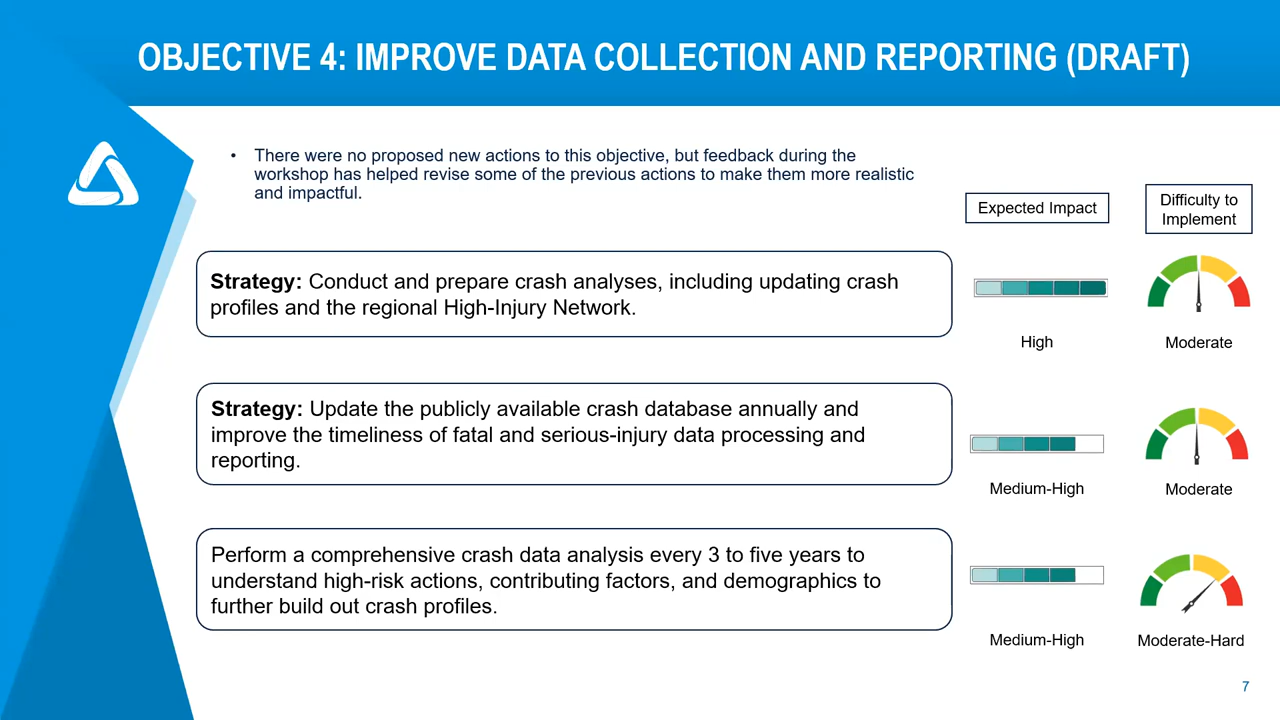 OBJECTIVE 4: IMPROVE DATA COLLECTION AND REPORTING (DRAFT)
• There were no proposed new actions to this objective, but feedback during the
workshop has helped revise some of the previous actions to make them more realistic
and impactful.
Expected Impact
Difficulty to
Implement
Strategy: Conduct and prepare crash analyses, including updating crash
profiles and the regional High-Injury Network.
High
Moderate
Strategy: Update the publicly available crash database annually and
improve the timeliness of fatal and serious-injury data processing and
reporting.
Medium-High
Moderate
Perform a comprehensive crash data analysis every 3 to five years to
understand high-risk actions, contributing factors, and demographics to
further build out crash profiles.
Medium-High
Moderate-Hard
7